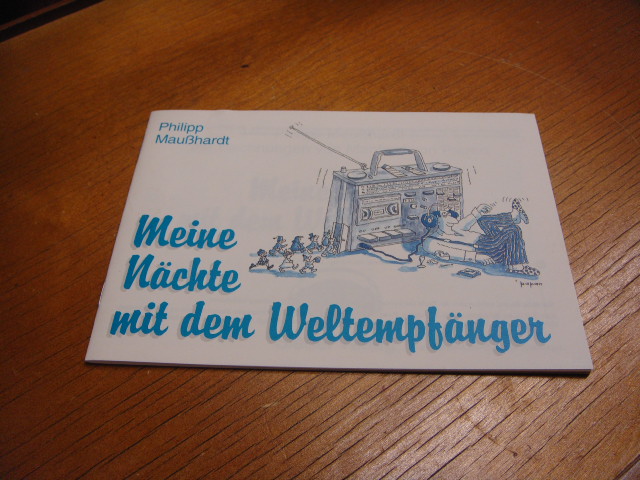 Philipp
Maußhardt
Meine
Nächte
mit dem Weltempfänger